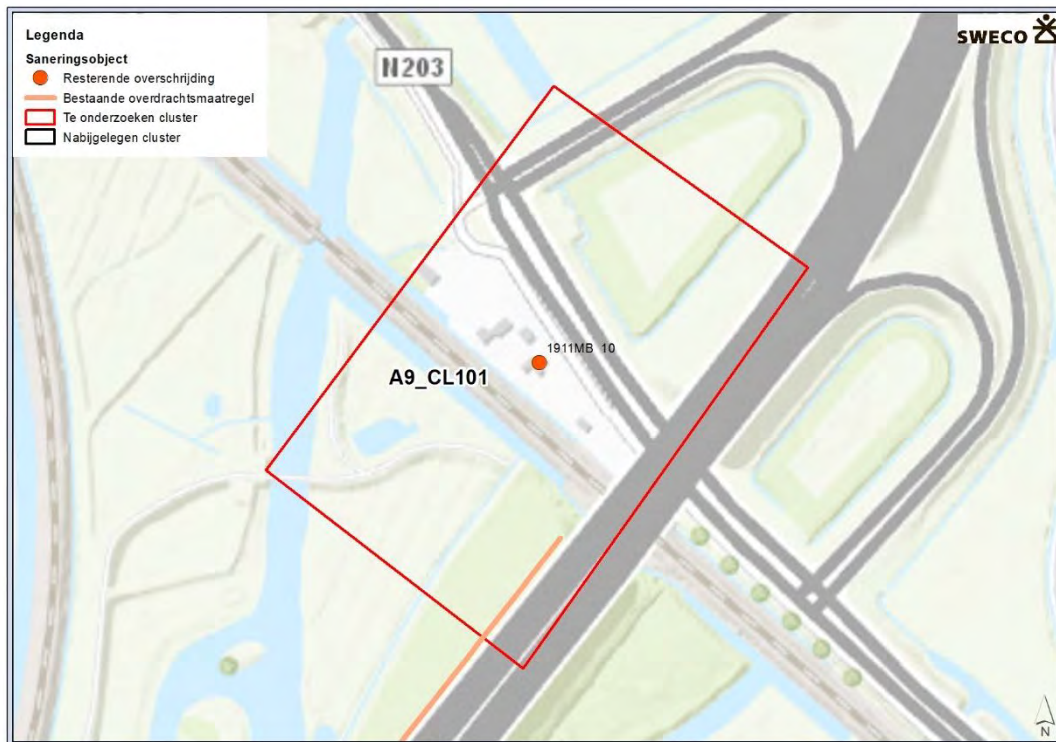 Legenda
Saneringsobject
Resterende overschrijding
Bestaande overdrachtsmaatregel
Te onderzoeken cluster
Nabijgelegen cluster
SWECO
N203
1911MB 10
A9_CL101
N